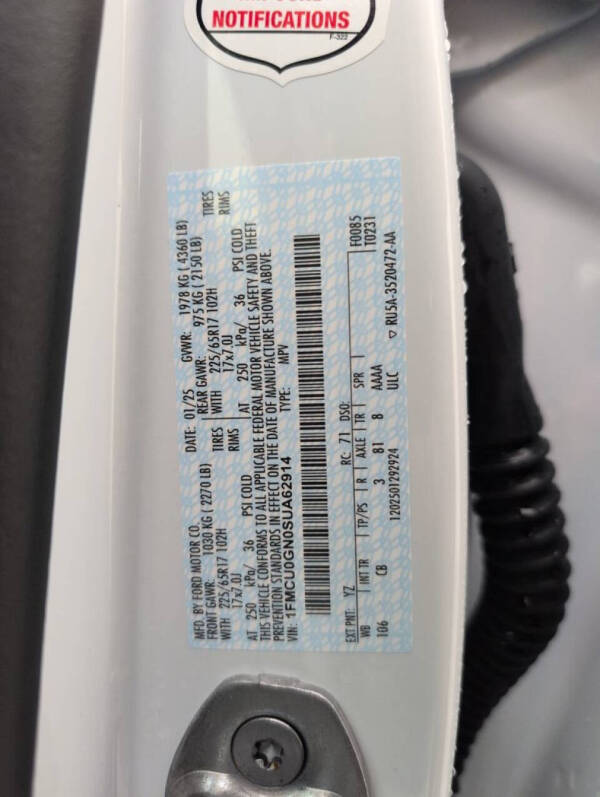 NOTIFICATIONS
F-322
MFD. BY FORD MOTOR CO.
DATE: 01/25 GVWR: 1978 KG ( 4360 LB)
FRONT GAWR: 1030 KG ( 2270 LB)
REAR GAWR: 975 KG ( 2150 LB)
WITH 225/65R17 102H TIRES
WITH 225/65R17 102H TIRES
17x7.0J RIMS
17x7.0J RIMS
AT 250 kPa/ 36 PSI COLD
AT 250 kPa/ 36 PSI COLD
THIS VEHICLE CONFORMS TO ALL APPLICABLE FEDERAL MOTOR VEHICLE SAFETY AND THEFT
PREVENTION STANDARDS IN EFFECT ON THE DATE OF MANUFACTURE SHOWN ABOVE.
VIN: 1FMCU0GN0SUA62914 TYPE: MPV
EXT PNT: YZ RC: 71 DSO: F0085
WB INT TR TP/PS R AXLE TR SPR T0231
106 CB 3 81 8 AAAA
1202501292924 ULC ▽ RU5A-3520472-AA